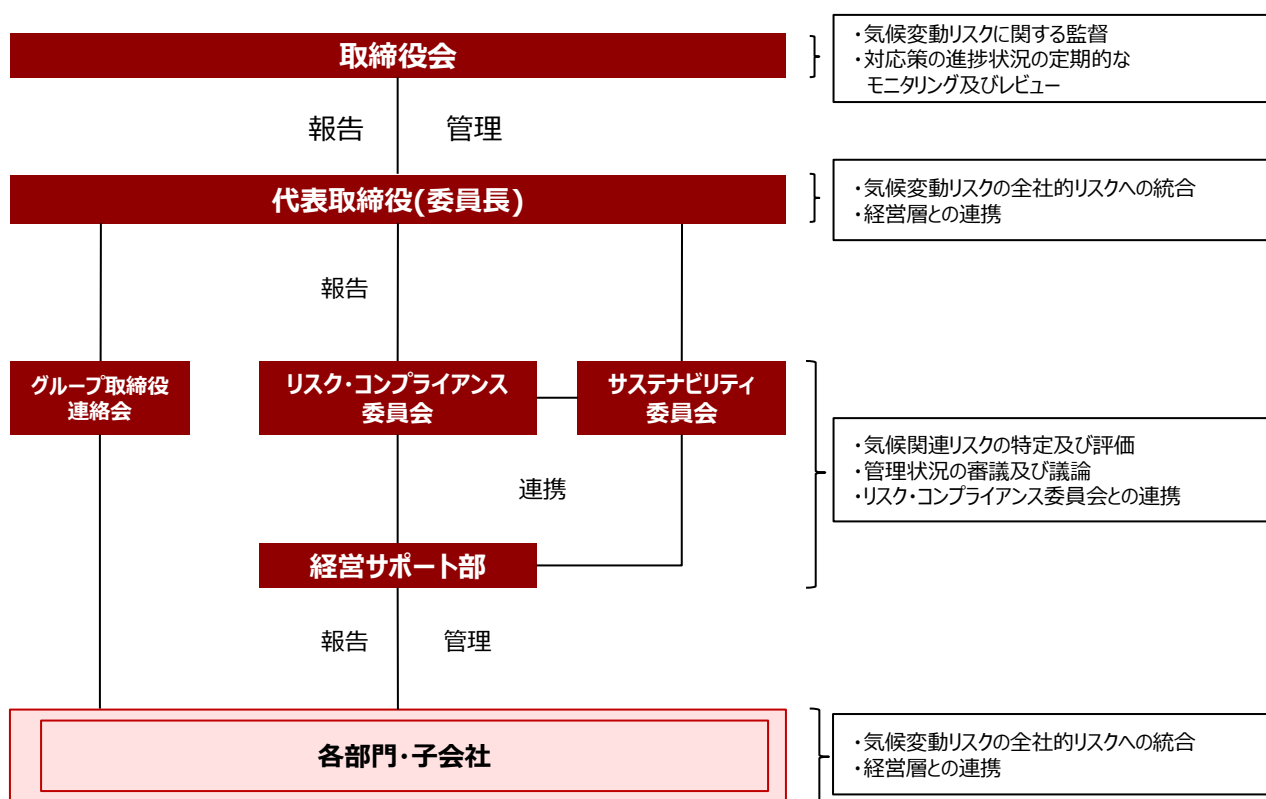 取締役会
・気候変動リスクに関する監督
・対応策の進捗状況の定期的な
モニタリング及びレビュー
報告
管理
代表取締役(委員長)
・気候変動リスクの全社的リスクへの統合
・経営層との連携
報告
グループ取締役
連絡会
リスク・コンプライアンス
委員会
サステナビリティ
委員会
・気候関連リスクの特定及び評価
・管理状況の審議及び議論
・リスク・コンプライアンス委員会との連携
連携
経営サポート部
報告
管理
各部門・子会社
・気候変動リスクの全社的リスクへの統合
・経営層との連携